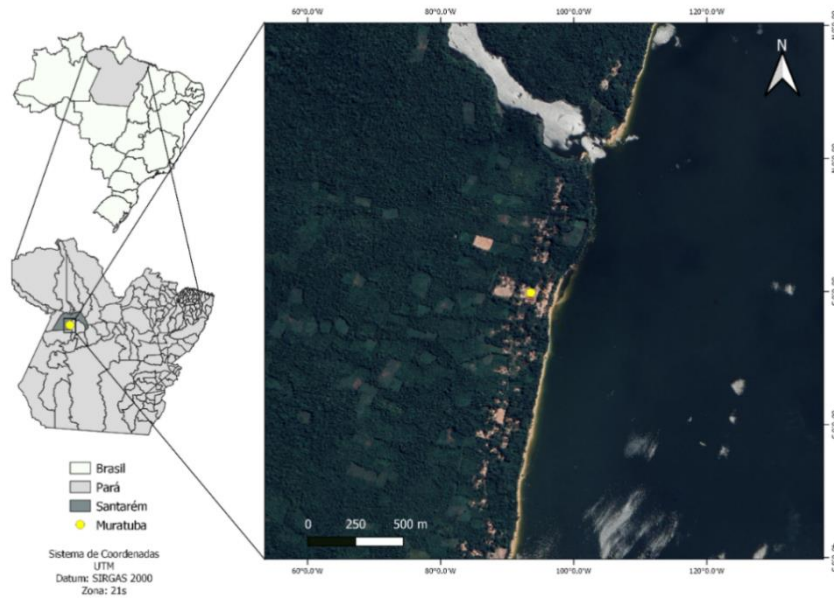 60°0.0'W 80°0.0'W 100°0.0'W 120°0.0'W
N
0 250 500 m
60°0.0'W 80°0.0'W 100°0.0'W 120°0.0'W
Brasil
Pará
Santarém
Muratuba
Sistema de Coordenadas
UTM
Datum: SIRGAS 2000
Zona: 21s